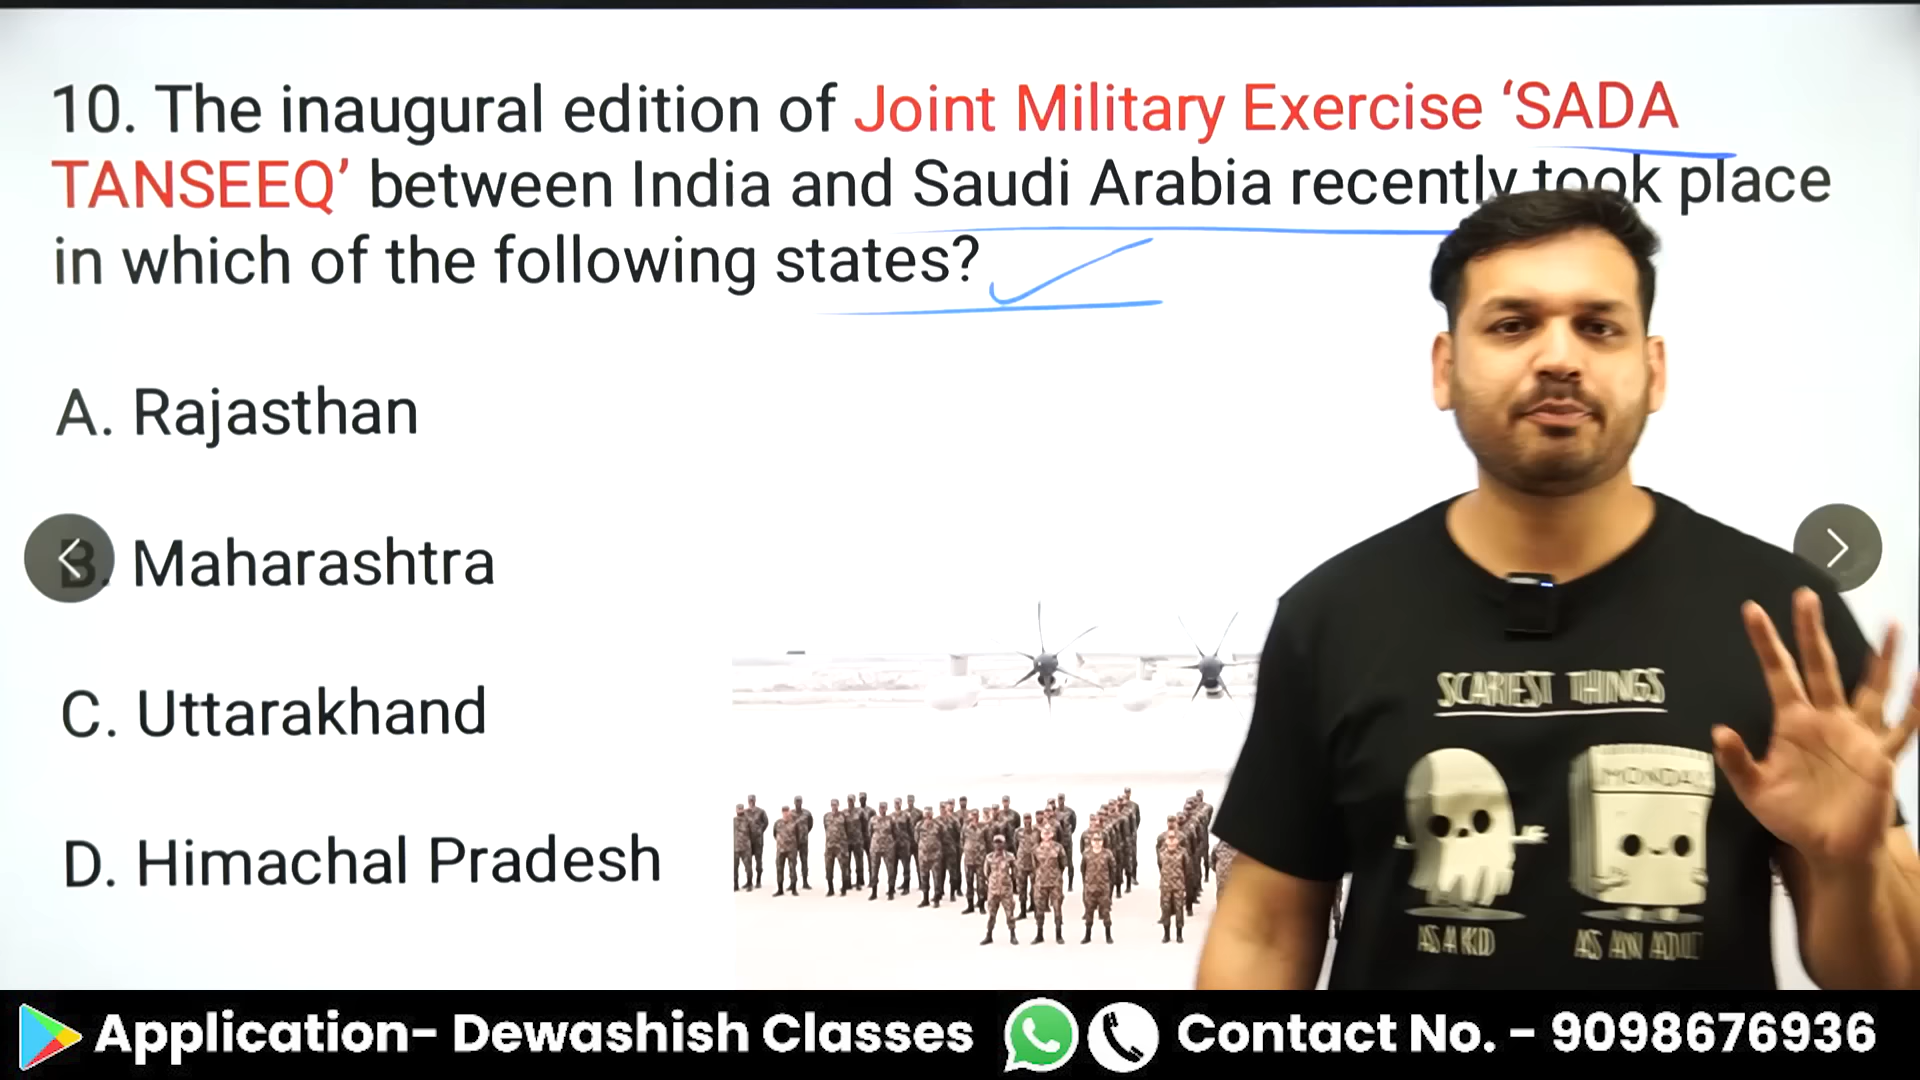 10. The inaugural edition of Joint Military Exercise ‘SADA
TANSEEQ’ between India and Saudi Arabia recently took place
in which of the following states?
A. Rajasthan
B. Maharashtra
C. Uttarakhand
D. Himachal Pradesh
SCARIEST THINGS
MONDAY
AS A KID
AS AN ADULT
Application- Dewashish Classes
Contact No. - 9098676936